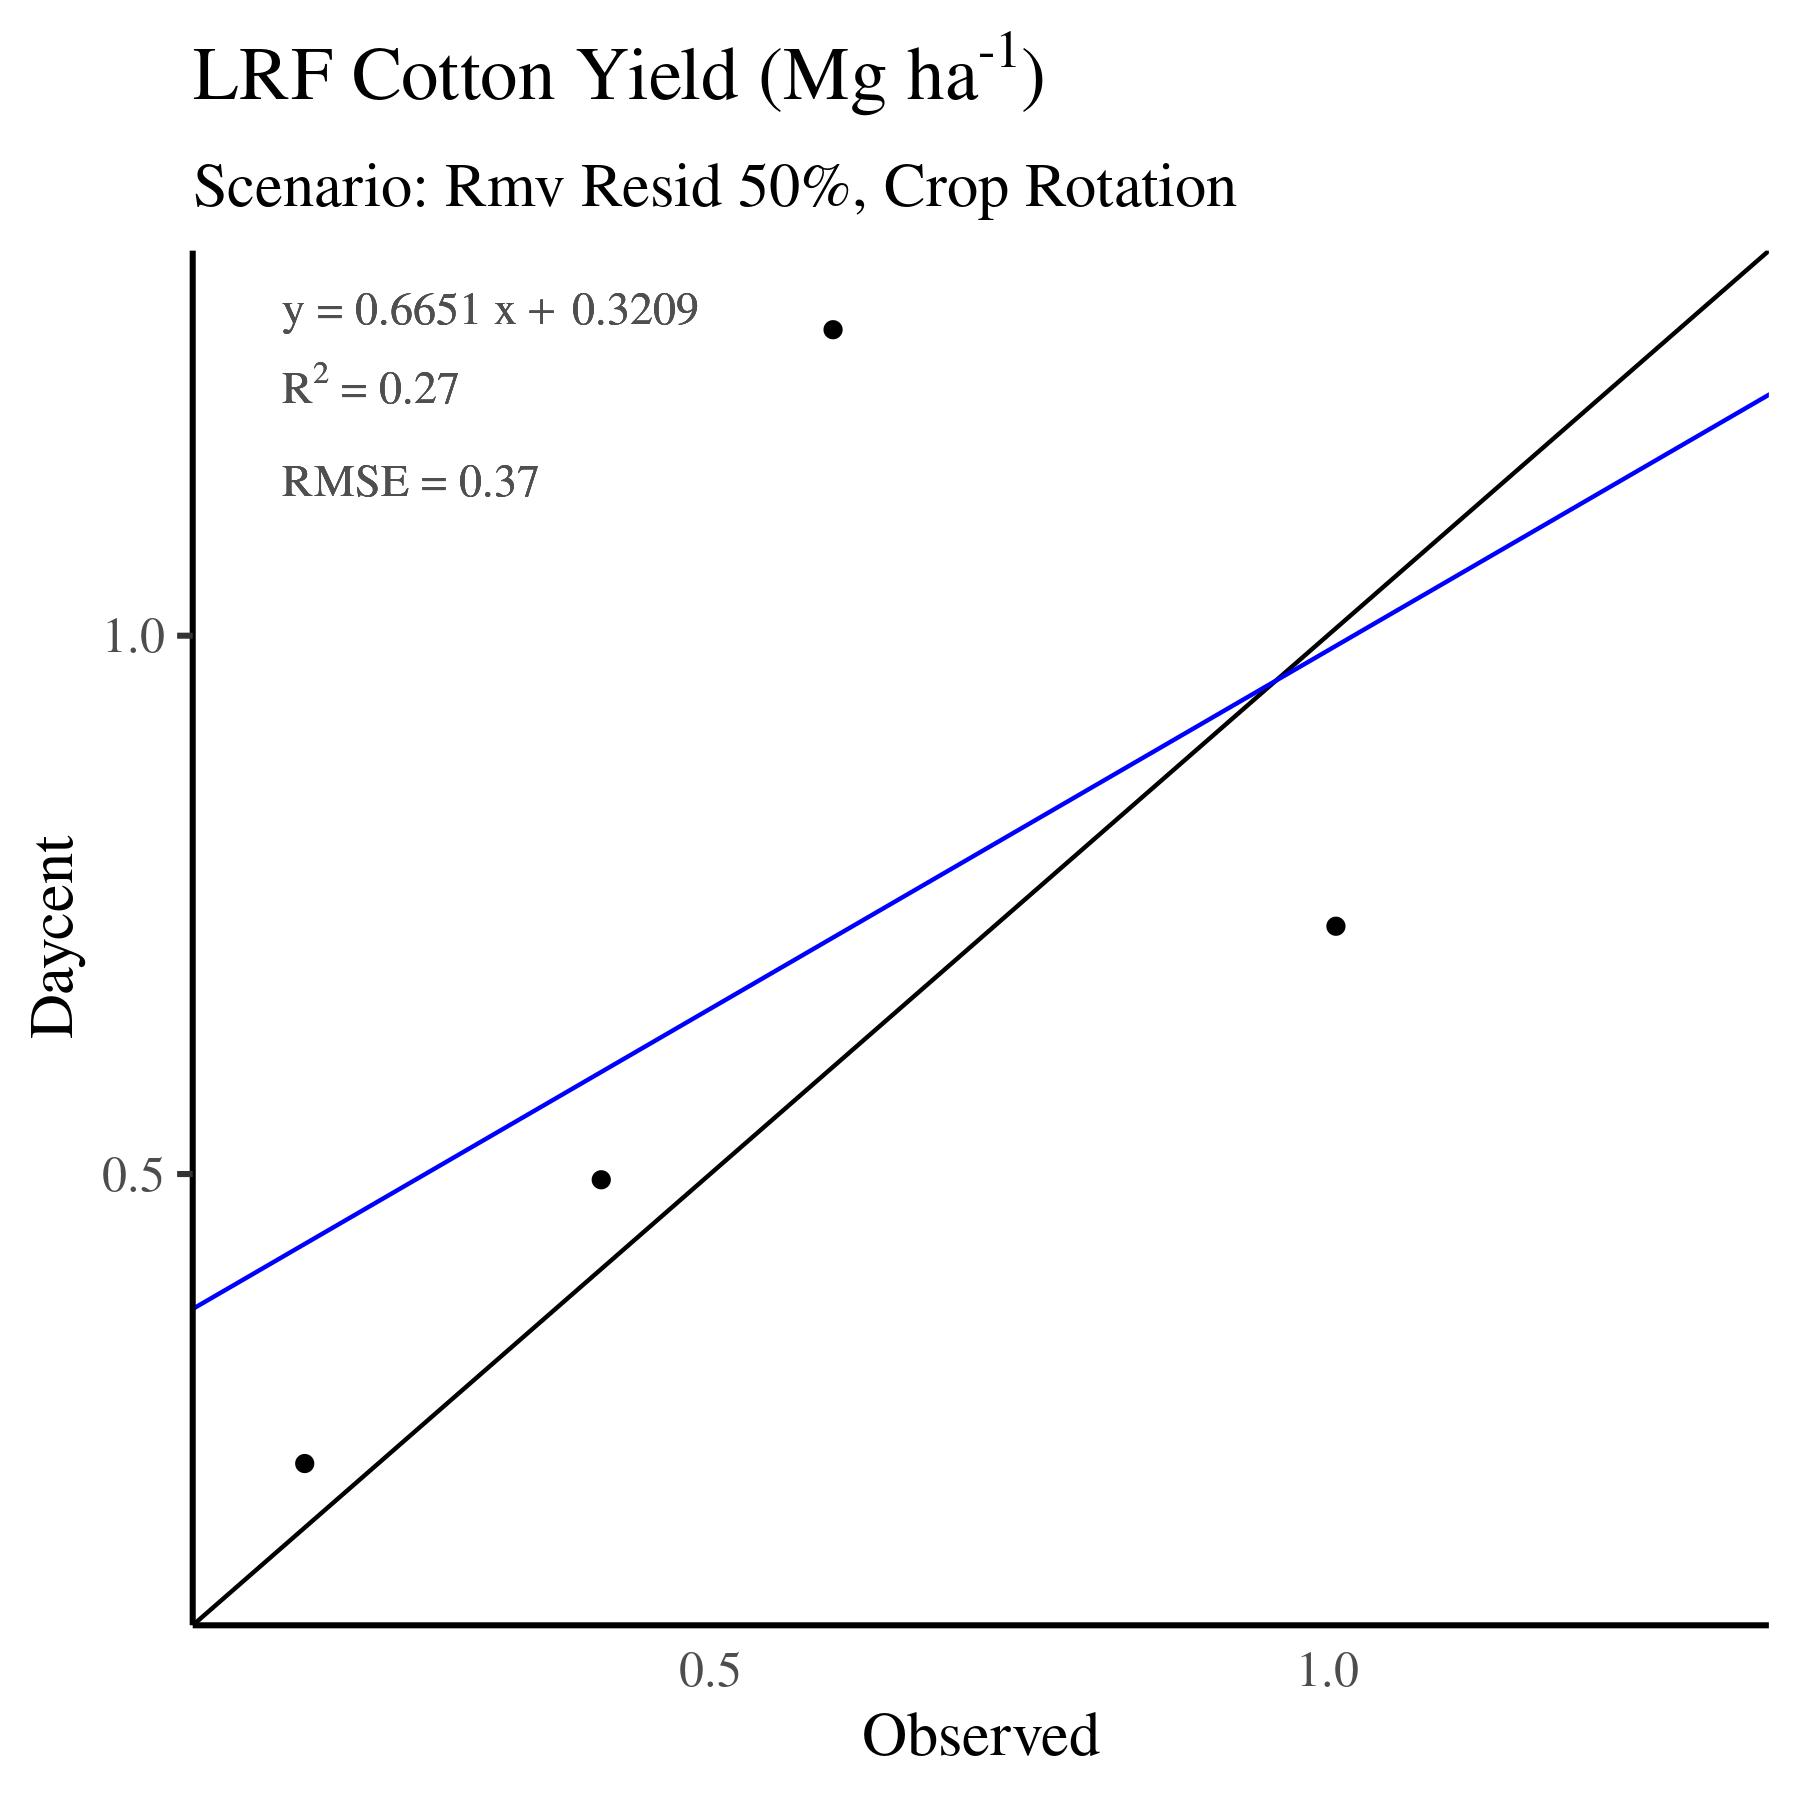 LRF Cotton Yield (Mg ha⁻¹)
Scenario: Rmv Resid 50%, Crop Rotation
y = 0.6651 x + 0.3209
R² = 0.27
RMSE = 0.37
1.0
0.5
Daycent
0.5 1.0
Observed